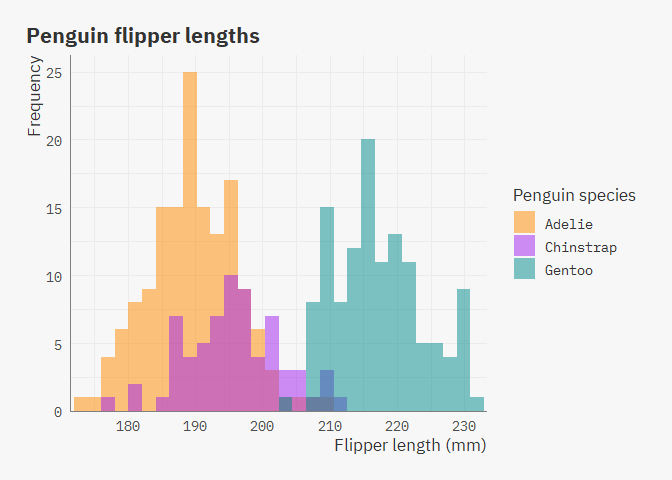 Penguin flipper lengths
Frequency
25
20
15
10
5
0
180 190 200 210 220 230
Flipper length (mm)
Penguin species
Adelie
Chinstrap
Gentoo